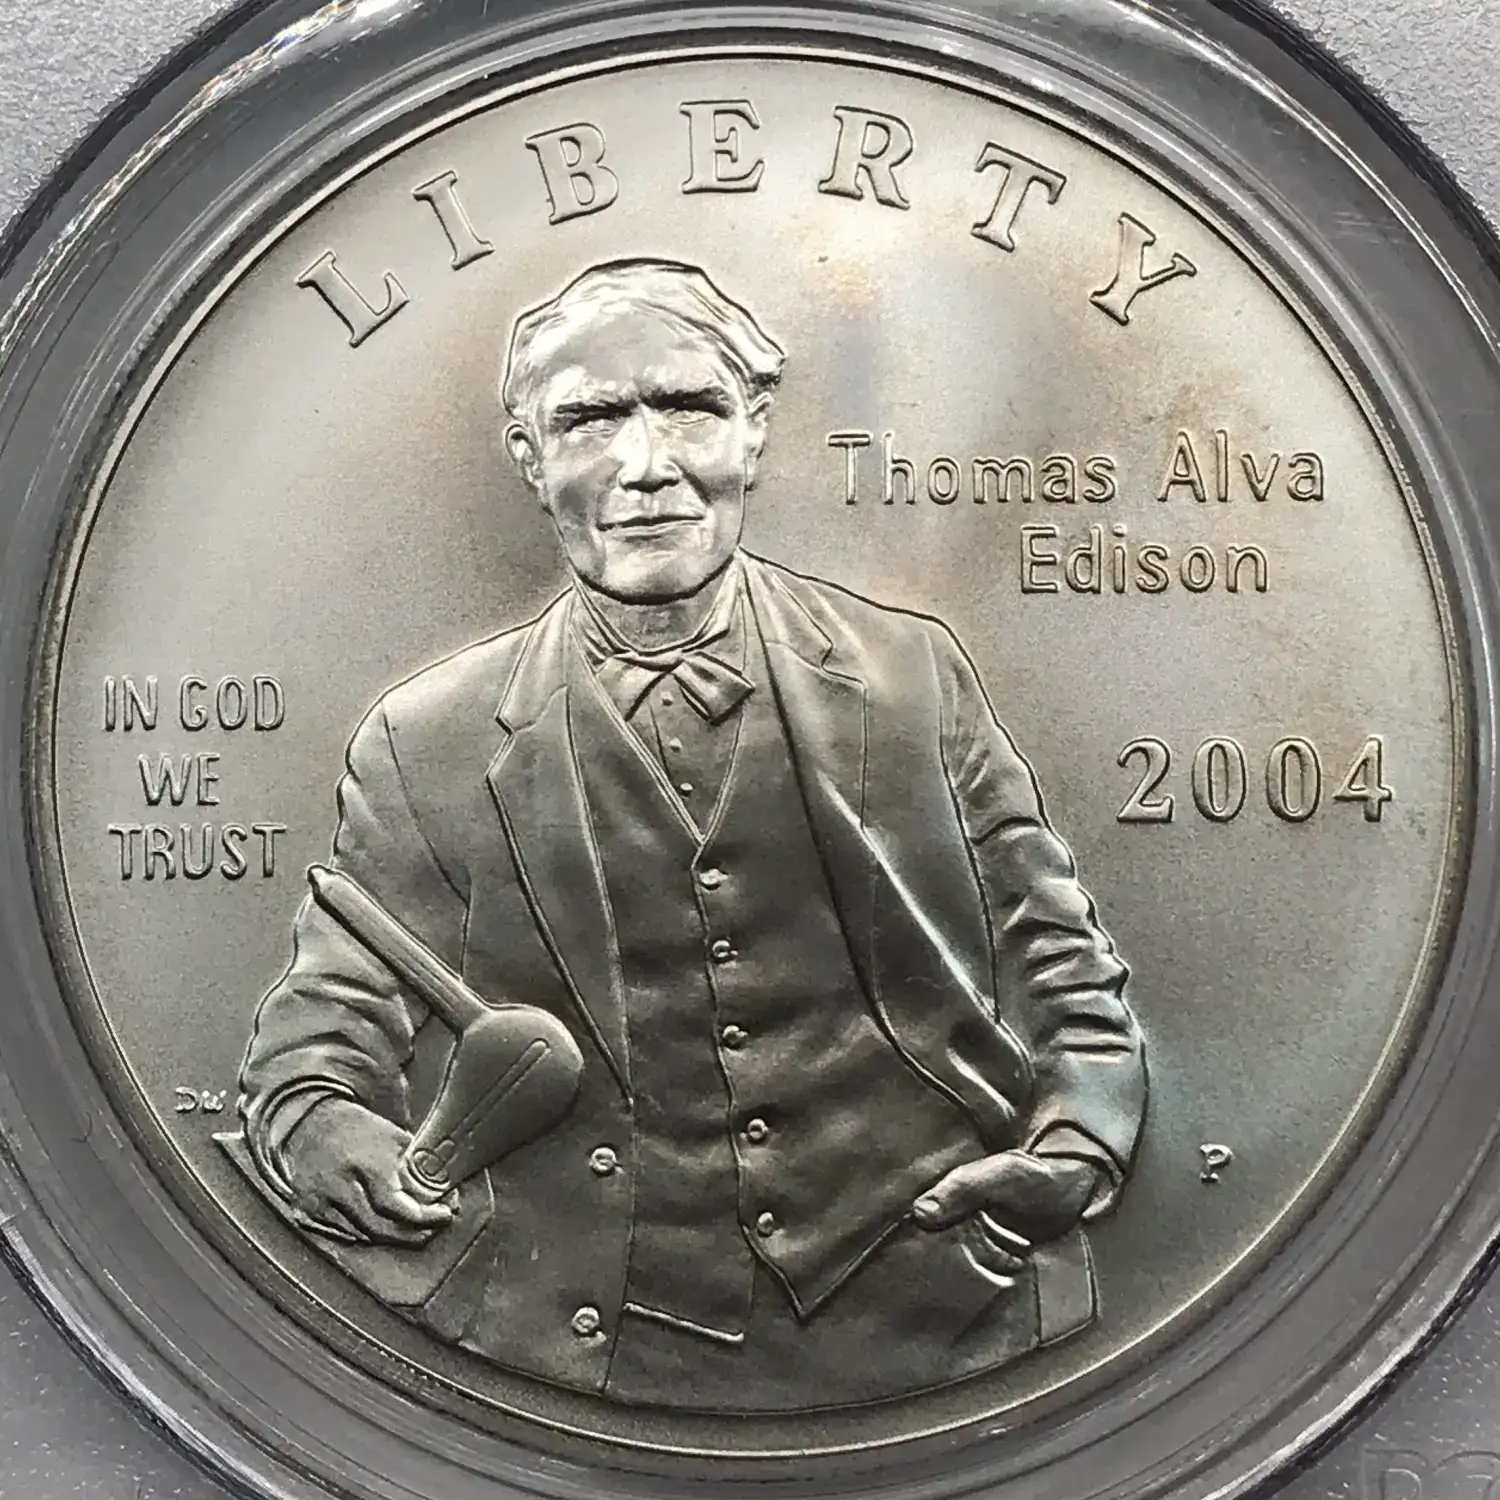 LIBERTY
Thomas Alva
Edison
IN GOD
WE
TRUST
2004
DW
P